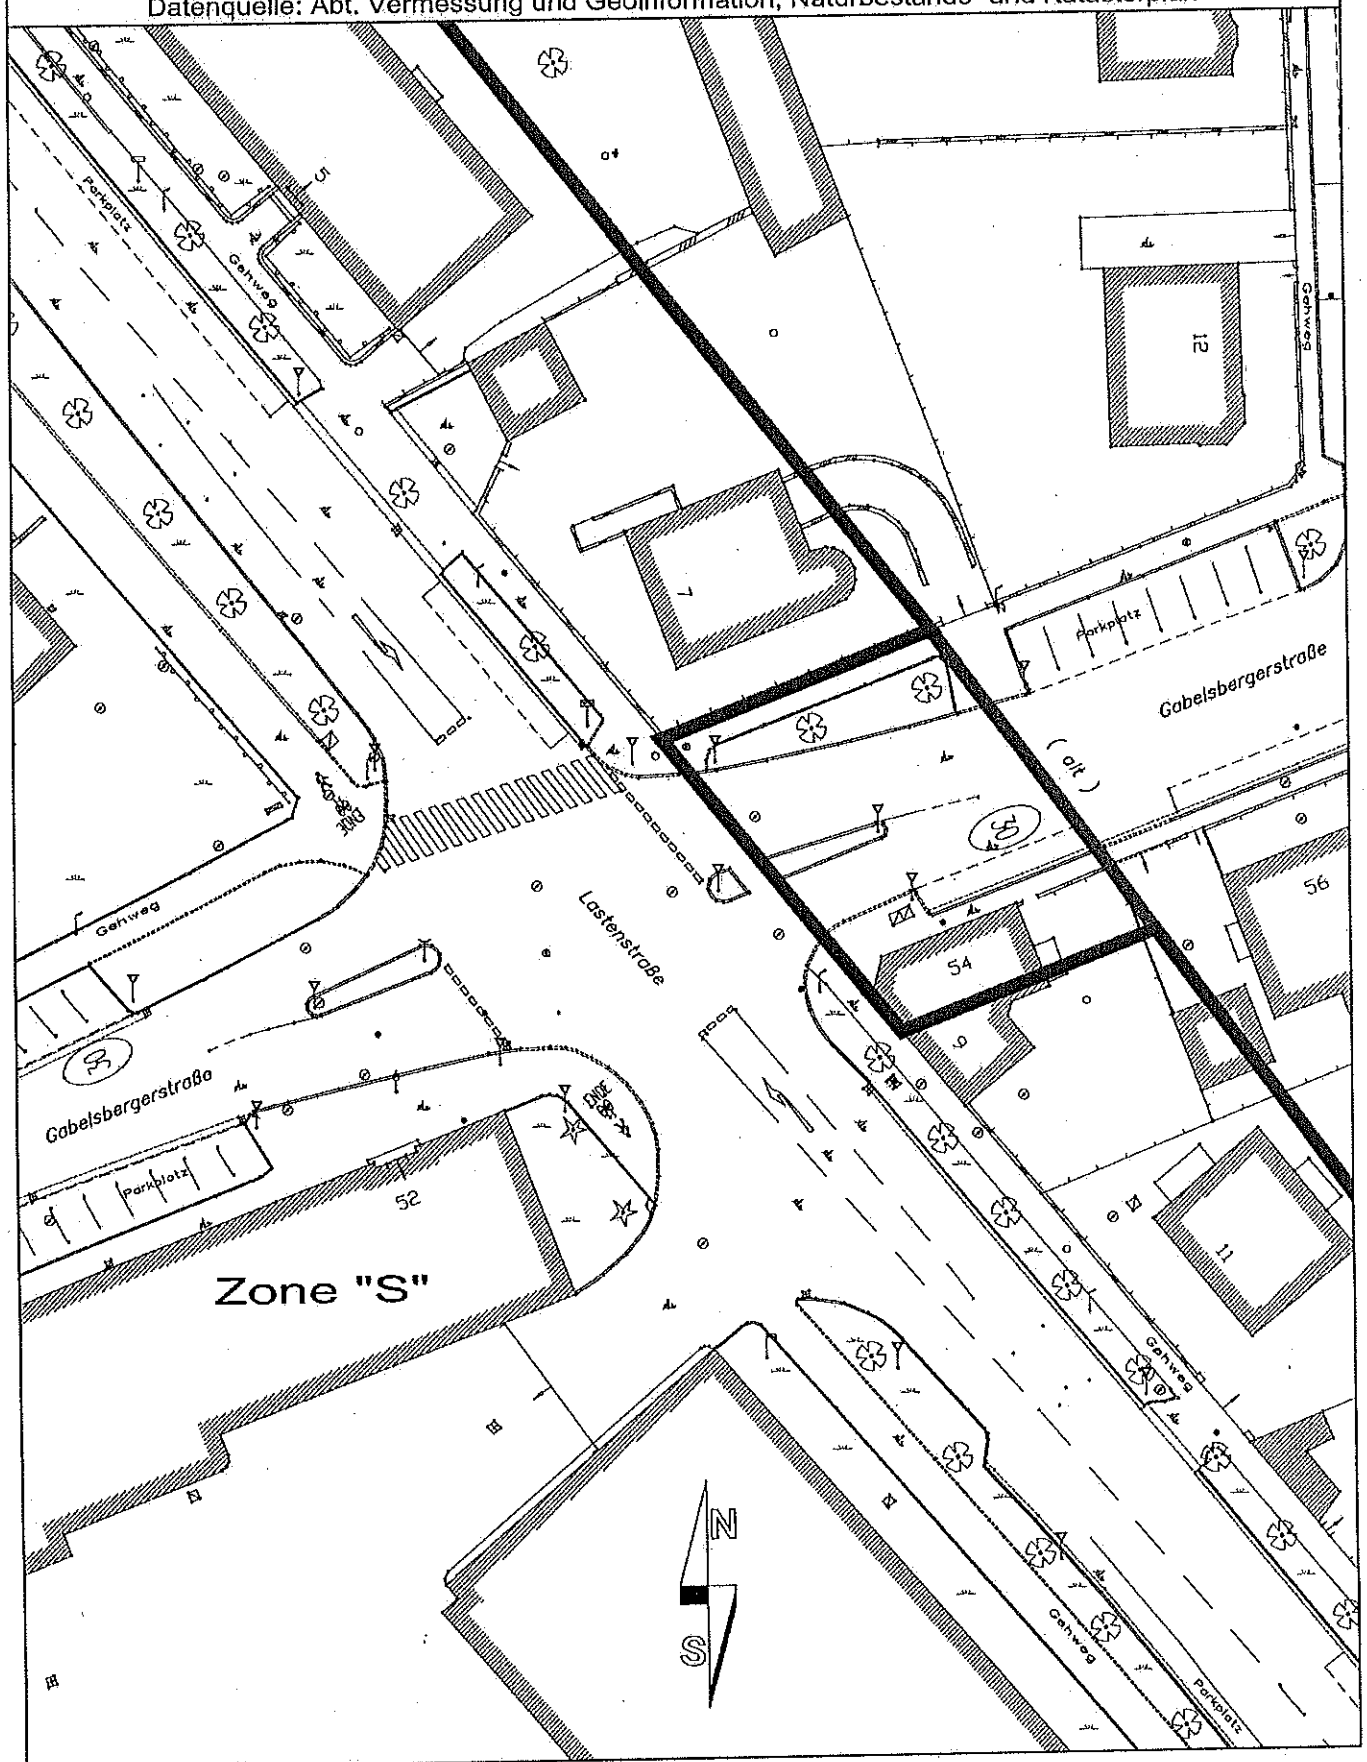 Datenquelle: Abt. Vermessung und Geoinformation, Naturbestands- und Katasterplan
Parkplatz
Gehweg
5
12
Gehweg
7
Parkplatz
Gabelsbergerstraße
( alt )
30
56
54
9
ENDE
Lastenstraße
Gehweg
30
Gabelsbergerstraße
Parkplatz
52
ENDE
Zone "S"
11
Gehweg
N
S
Gehweg
Parkplatz